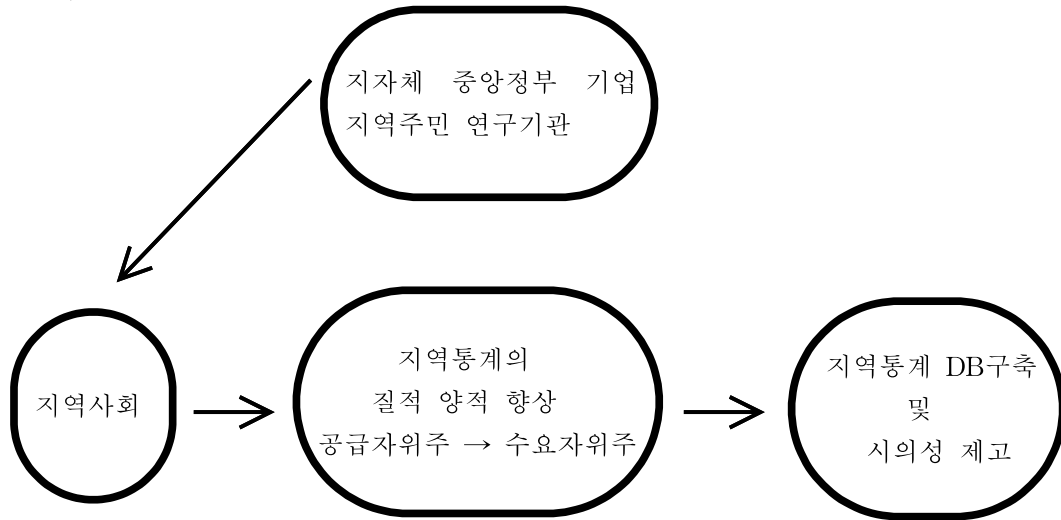 지자체 중앙정부 기업
지역주민 연구기관
지역사회
지역통계의
질적 양적 향상
공급자위주 → 수요자위주
지역통계 DB구축
및
시의성 제고